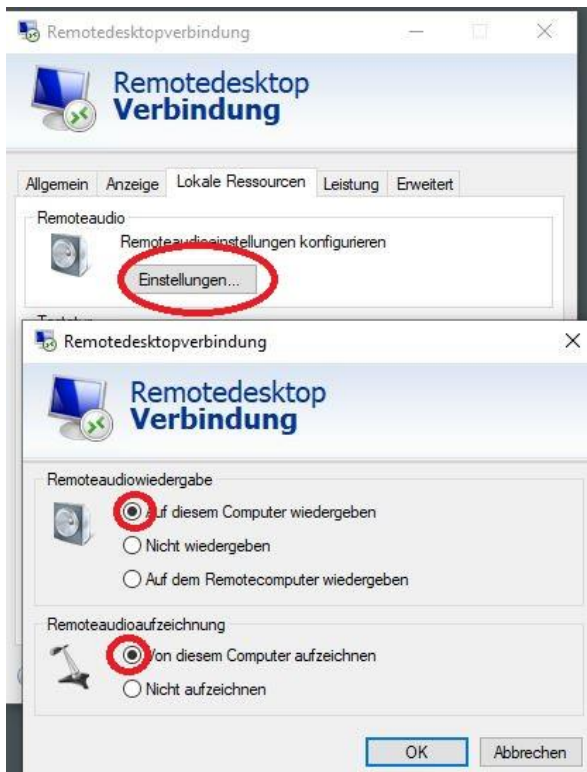 Remotedesktopverbindung
Remotedesktop
Verbindung
Allgemein Anzeige Lokale Ressourcen Leistung Erweitert
Remoteaudio
Remoteaudioeinstellungen konfigurieren
Einstellungen...
Remotedesktopverbindung
Remotedesktop
Verbindung
Remoteaudiowiedergabe
Auf diesem Computer wiedergeben
Nicht wiedergeben
Auf dem Remotecomputer wiedergeben
Remoteaudioaufzeichnung
Von diesem Computer aufzeichnen
Nicht aufzeichnen
OK Abbrechen